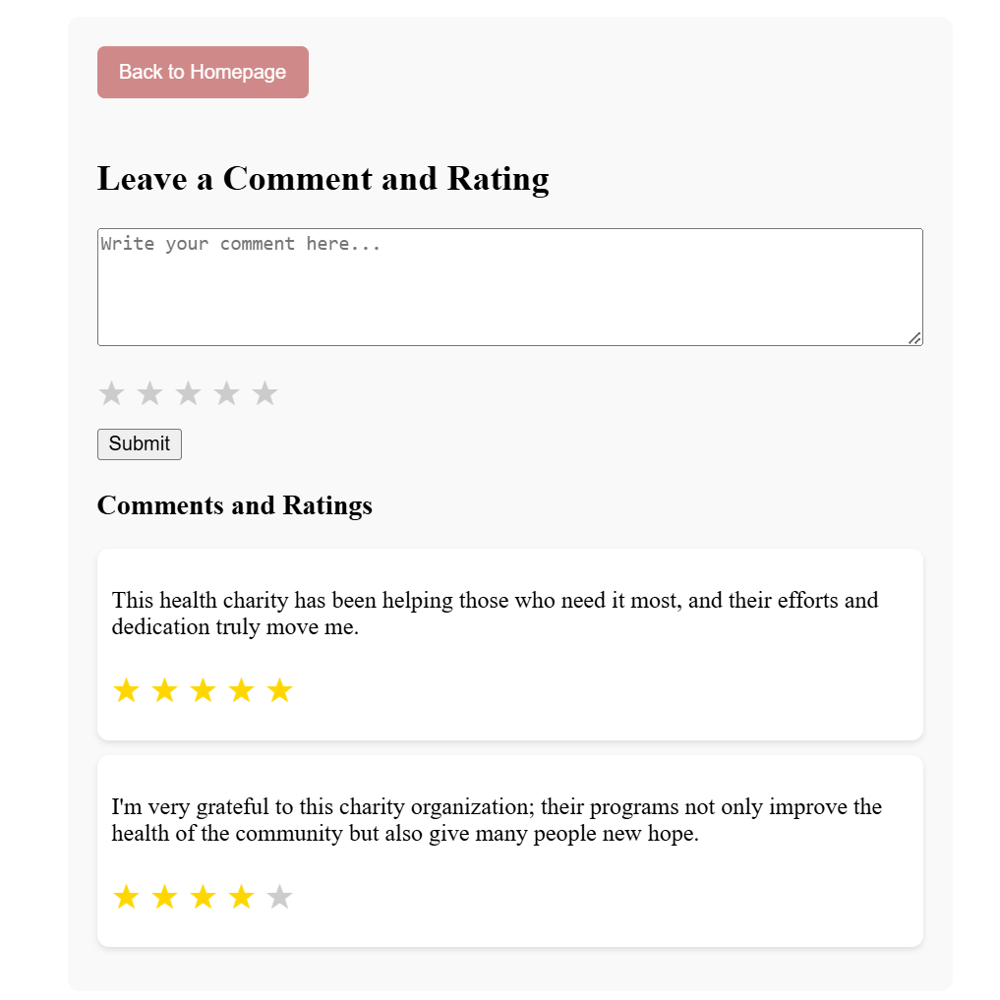 Back to Homepage
Leave a Comment and Rating
Write your comment here...
Submit
Comments and Ratings
This health charity has been helping those who need it most, and their efforts and
dedication truly move me.
I'm very grateful to this charity organization; their programs not only improve the
health of the community but also give many people new hope.